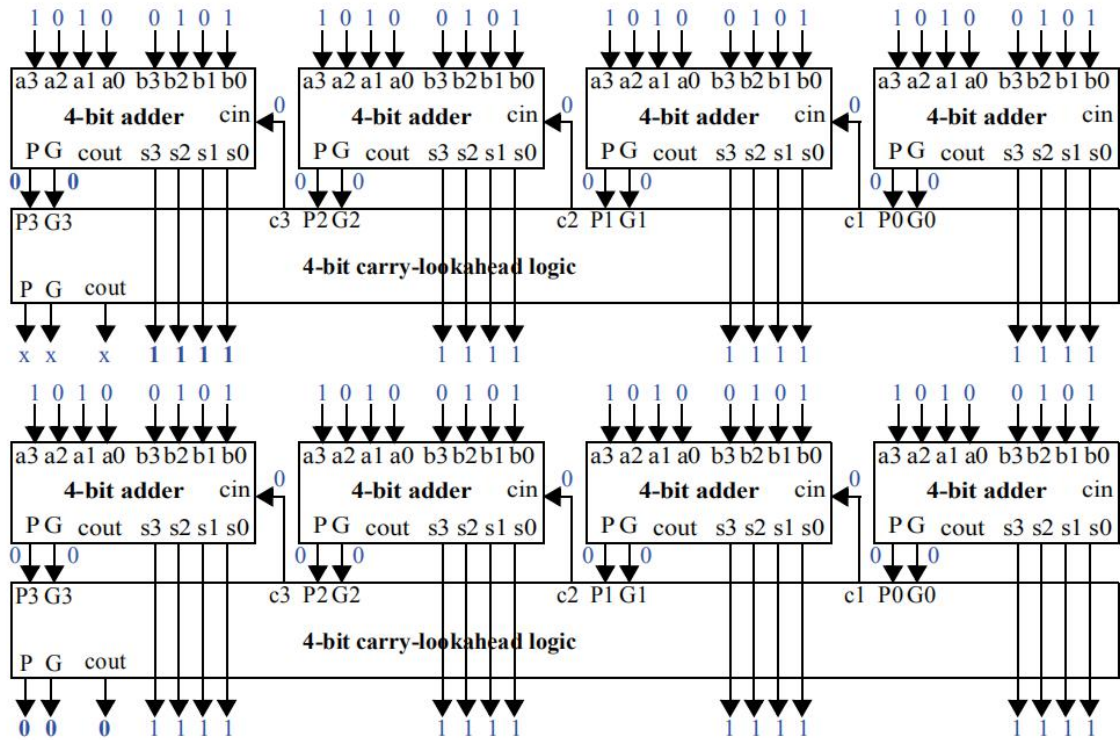 1 0 1 0 0 1 0 1 1 0 1 0 0 1 0 1 1 0 1 0 0 1 0 1 1 0 1 0 0 1 0 1
a3 a2 a1 a0 b3 b2 b1 b0 a3 a2 a1 a0 b3 b2 b1 b0 a3 a2 a1 a0 b3 b2 b1 b0 a3 a2 a1 a0 b3 b2 b1 b0
0 0 0
4-bit adder cin 4-bit adder cin 4-bit adder cin 4-bit adder
P G cout s3 s2 s1 s0 P G cout s3 s2 s1 s0 P G cout s3 s2 s1 s0 P G cout s3 s2 s1 s0
0 0 0 0 0 0 0 0
P3 G3 c3 P2 G2 c2 P1 G1 c1 P0 G0
4-bit carry-lookahead logic
P G cout
x x x 1 1 1 1 1 1 1 1 1 1 1 1 1 1 1 1
1 0 1 0 0 1 0 1 1 0 1 0 0 1 0 1 1 0 1 0 0 1 0 1 1 0 1 0 0 1 0 1
a3 a2 a1 a0 b3 b2 b1 b0 a3 a2 a1 a0 b3 b2 b1 b0 a3 a2 a1 a0 b3 b2 b1 b0 a3 a2 a1 a0 b3 b2 b1 b0
0 0 0
4-bit adder cin 4-bit adder cin 4-bit adder cin 4-bit adder
P G cout s3 s2 s1 s0 P G cout s3 s2 s1 s0 P G cout s3 s2 s1 s0 P G cout s3 s2 s1 s0
0 0 0 0 0 0 0 0
P3 G3 c3 P2 G2 c2 P1 G1 c1 P0 G0
4-bit carry-lookahead logic
P G cout
0 0 0 1 1 1 1 1 1 1 1 1 1 1 1 1 1 1 1